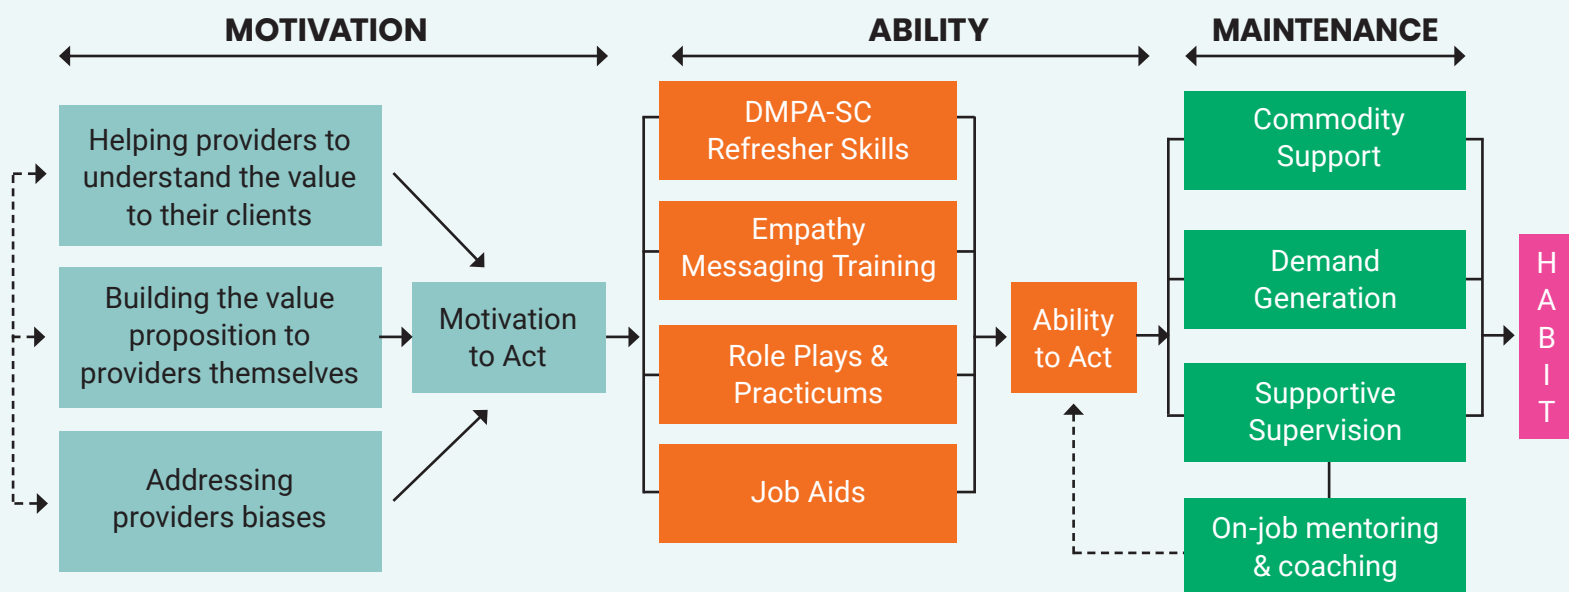 MOTIVATION
ABILITY
MAINTENANCE
Helping providers to
understand the value
to their clients
Building the value
proposition to
providers themselves
Addressing
providers biases
Motivation
to Act
DMPA-SC
Refresher Skills
Empathy
Messaging Training
Role Plays &
Practicums
Job Aids
Ability
to Act
Commodity
Support
Demand
Generation
Supportive
Supervision
On-job mentoring
& coaching
H
A
B
I
T